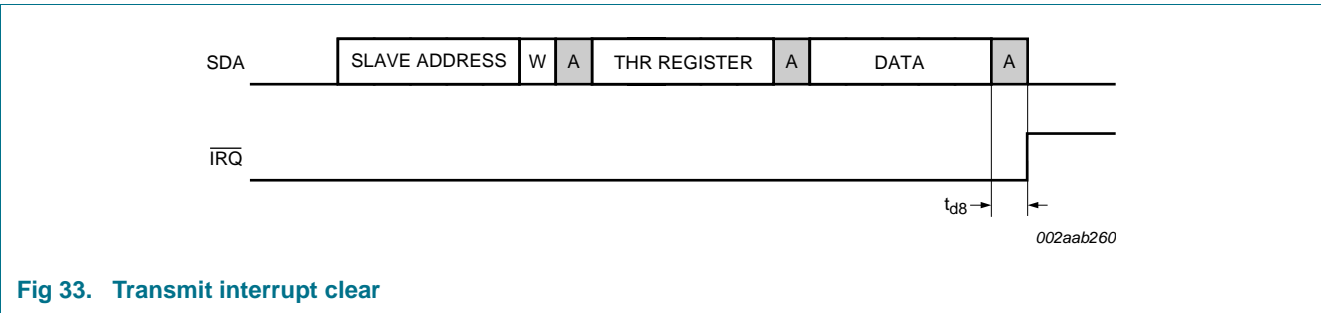 SDA SLAVE ADDRESS W A THR REGISTER A DATA A
IRQ
td8
002aab260
Fig 33. Transmit interrupt clear